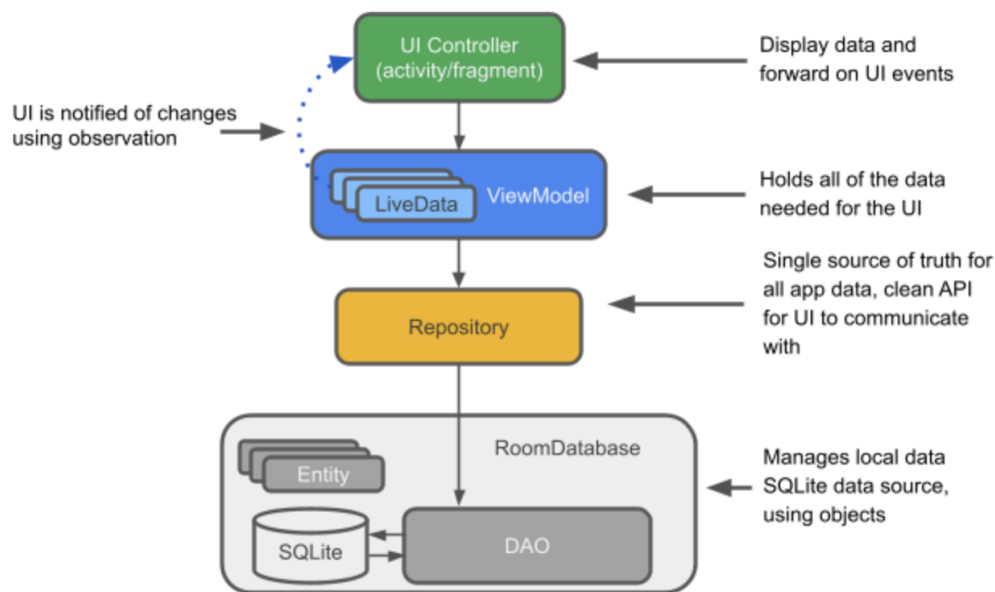 UI Controller
(activity/fragment)
Display data and
forward on UI events
UI is notified of changes
using observation
LiveData
ViewModel
Holds all of the data
needed for the UI
Repository
Single source of truth for
all app data, clean API
for UI to communicate
with
RoomDatabase
Entity
SQLite
DAO
Manages local data
SQLite data source,
using objects